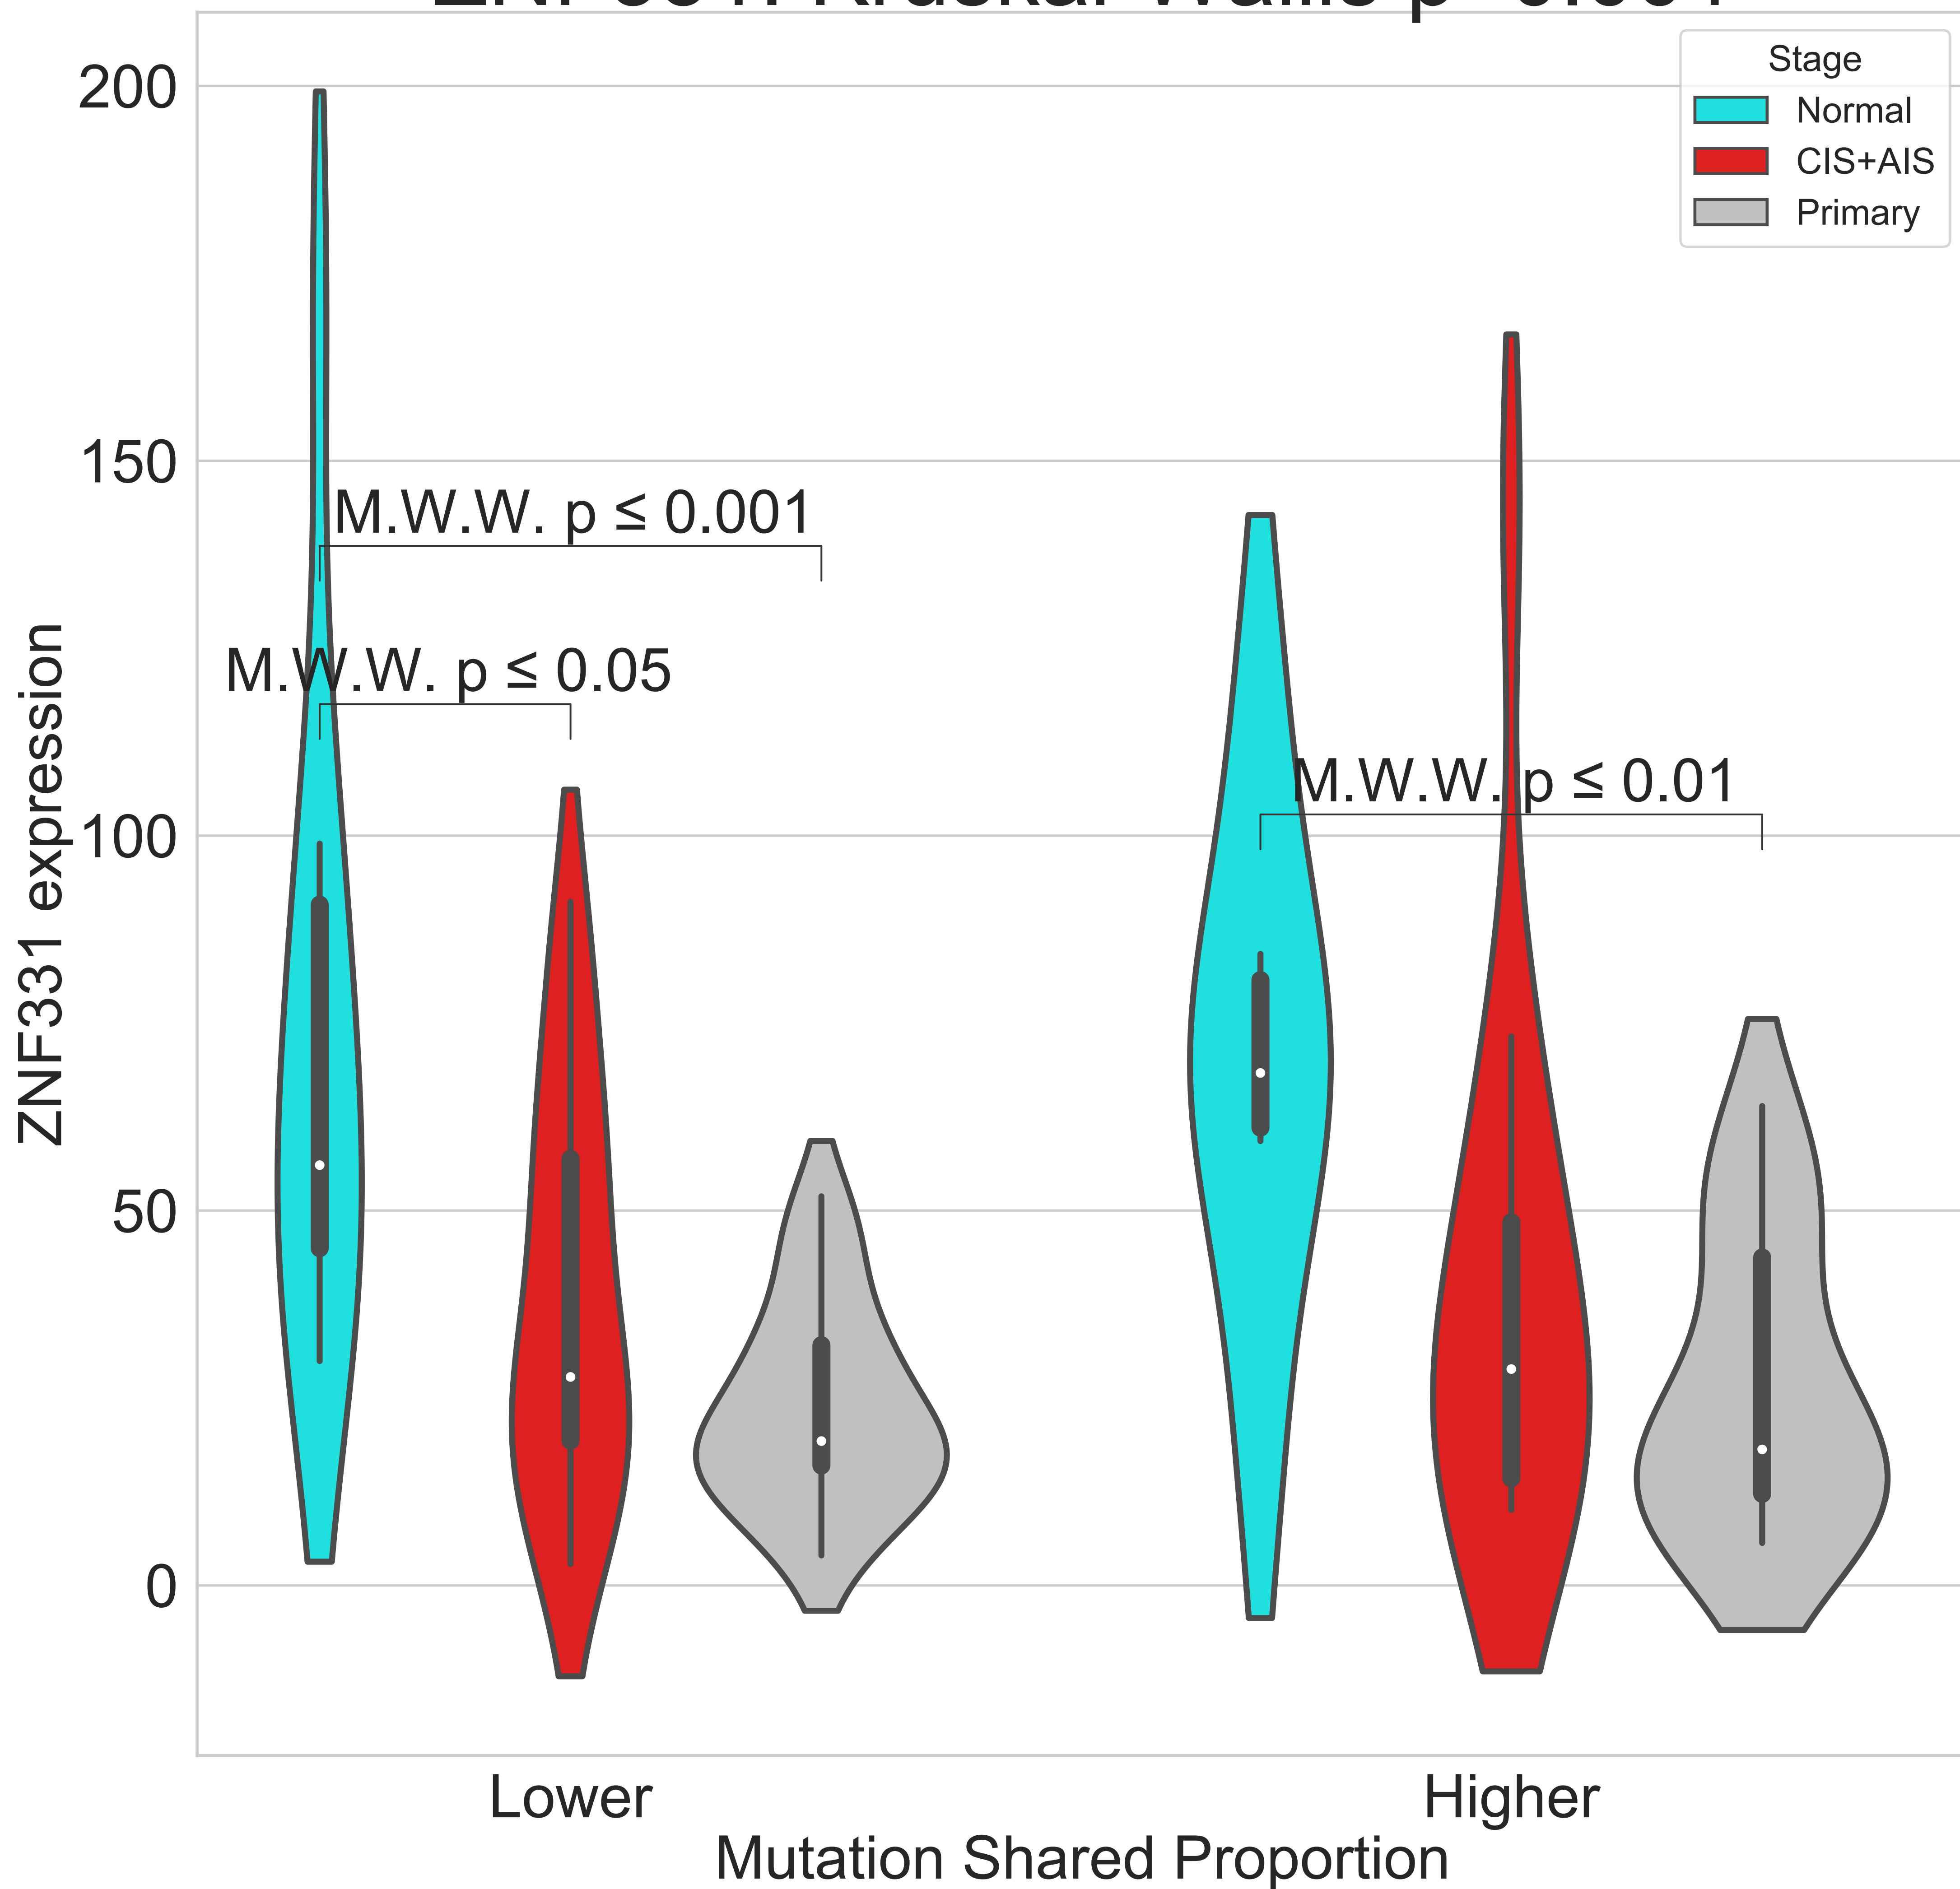 Stage
Normal
CIS+AIS
Primary
200
150
100
50
0
ZNF331 expression
M.W.W. p ≤ 0.001
M.W.W. p ≤ 0.05
M.W.W. p ≤ 0.01
Lower
Higher
Mutation Shared Proportion